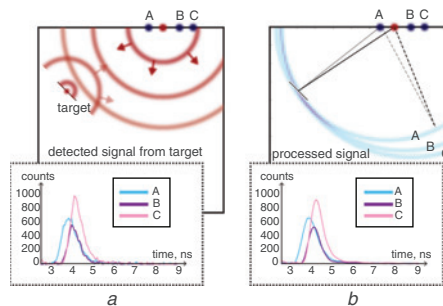 A B C
target
detected signal from target
counts
1000
800
600
400
200
0
A
B
C
time, ns
3 4 5 6 7 8 9
a
A B C
A
B
C
processed signal
counts
1000
800
600
400
200
0
A
B
C
time, ns
3 4 5 6 7 8 9
b